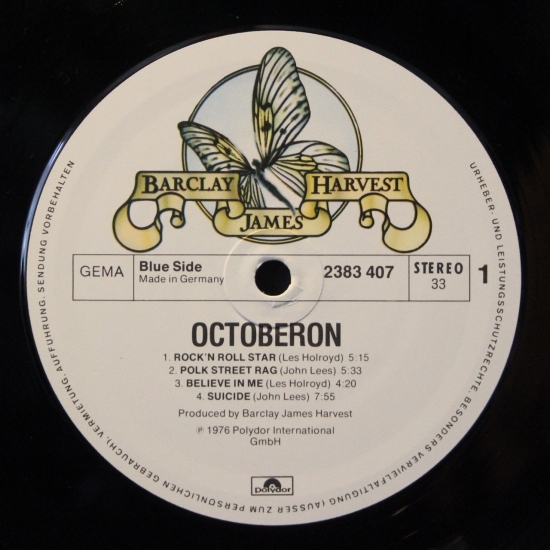 BARCLAY
JAMES
HARVEST
GEMA
Blue Side
Made in Germany
2383 407
STEREO
33
1
OCTOBERON
1. ROCK'N ROLL STAR (Les Holroyd) 5:15
2. POLK STREET RAG (John Lees) 5:33
3. BELIEVE IN ME (Les Holroyd) 4:20
4. SUICIDE (John Lees) 7:55
Produced by Barclay James Harvest
℗ 1976 Polydor International
GmbH
Polydor
URHEBER- UND LEISTUNGSSCHUTZRECHTE, BESONDERS VERVIELFÄLTIGUNG (AUSSER ZUM PERSÖNLICHEN GEBRAUCH), VERMIETUNG, AUFFÜHRUNG, SENDUNG VORBEHALTEN